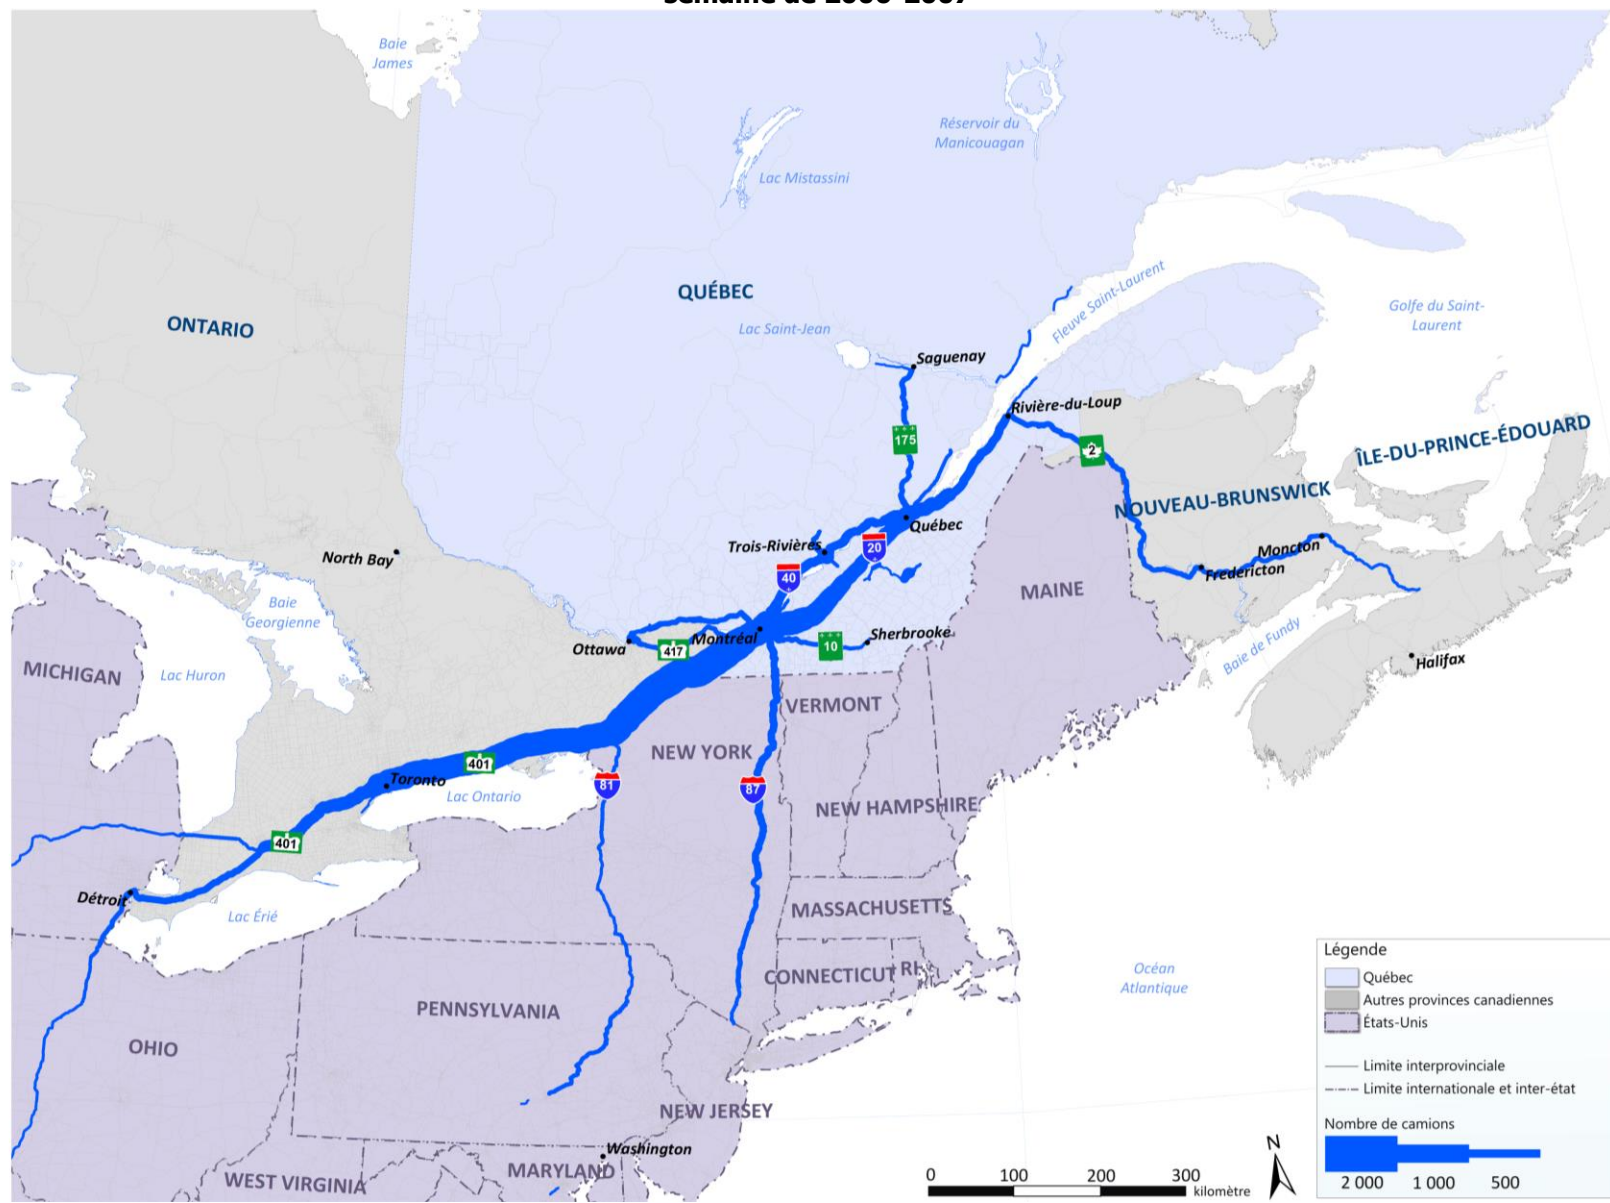 semaine de 2006-2007
Baie
James
Réservoir du
Manicouagan
Lac Mistassini
QUÉBEC
ONTARIO
Lac Saint-Jean
Fleuve Saint-Laurent
Golfe du Saint-
Laurent
Saguenay
Rivière-du-Loup
175
2
ÎLE-DU-PRINCE-ÉDOUARD
NOUVEAU-BRUNSWICK
Québec
Trois-Rivières
20
North Bay
Moncton
Fredericton
40
MAINE
Baie
Georgienne
Montréal
Sherbrooke
Ottawa
417
10
Baie de Fundy
Halifax
MICHIGAN
Lac Huron
VERMONT
NEW YORK
401
Toronto
Lac Ontario
81
87
NEW HAMPSHIRE
401
Détroit
Lac Érié
MASSACHUSETTS
CONNECTICUT
RI
Océan
Atlantique
PENNSYLVANIA
OHIO
NEW JERSEY
Washington
MARYLAND
WEST VIRGINIA
Légende
Québec
Autres provinces canadiennes
États-Unis
Limite interprovinciale
Limite internationale et inter-état
Nombre de camions
2 000 1 000 500
N
0 100 200 300
kilomètre